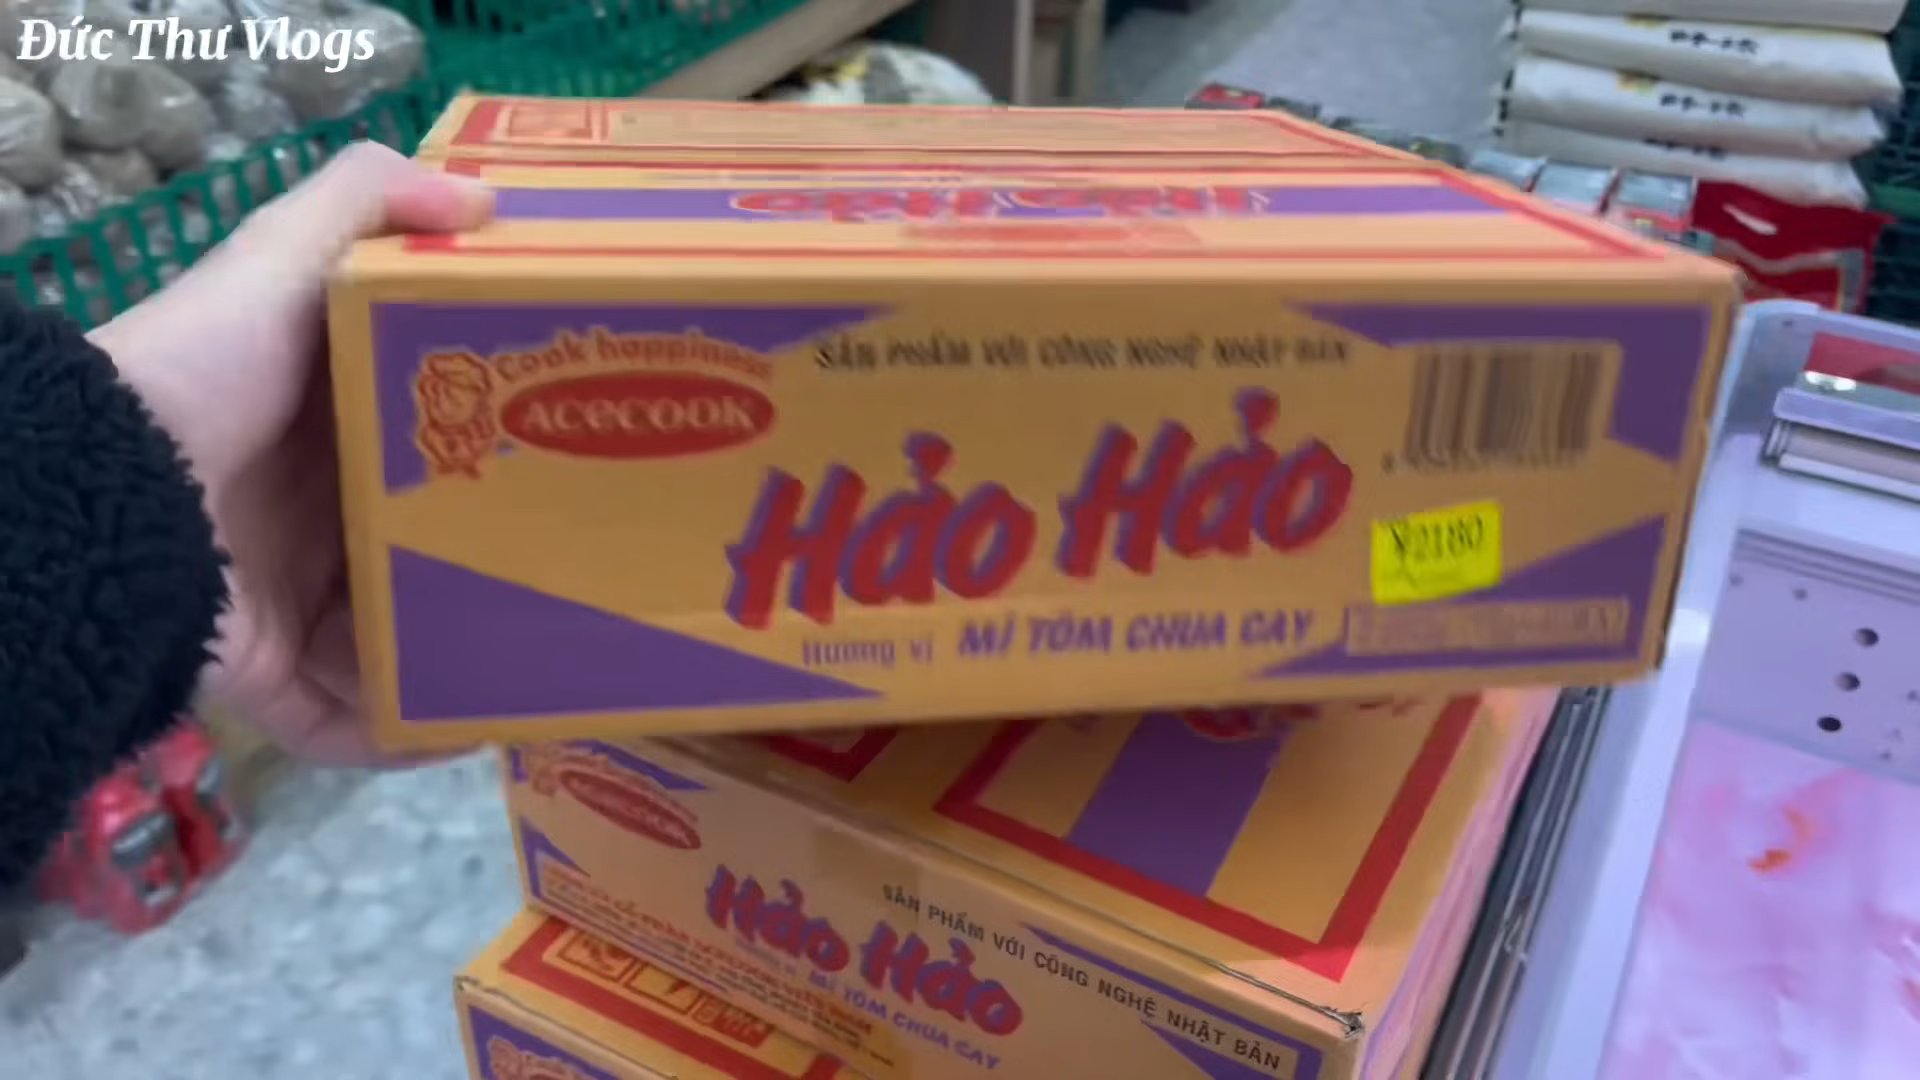 Đức Thư Vlogs
Cook happiness
ACECOOK
SẢN PHẨM VỚI CÔNG NGHỆ NHẬT BẢN
Hảo Hảo
¥2180
Hương vị MÌ TÔM CHUA CAY
ACECOOK
SẢN PHẨM VỚI CÔNG NGHỆ NHẬT BẢN
Hảo Hảo
MÌ TÔM CHUA CAY